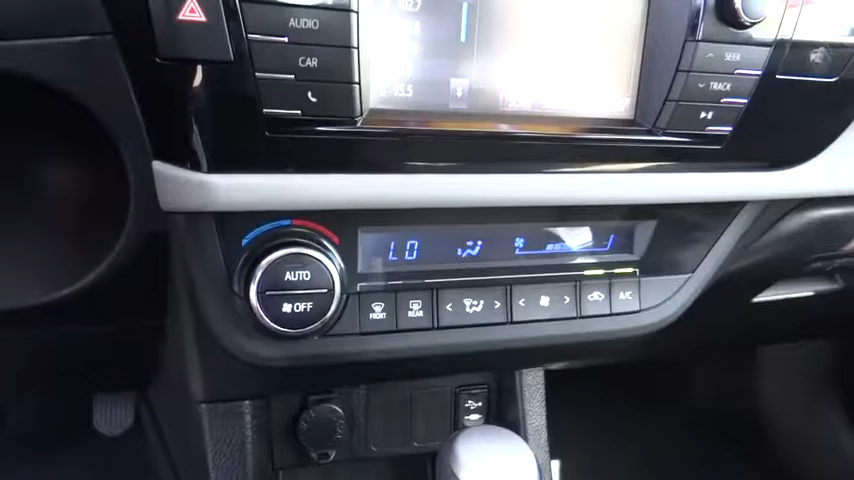 AUDIO
CAR
SEEK
TRACK
LO
AUTO
OFF
FRONT
REAR
A/C